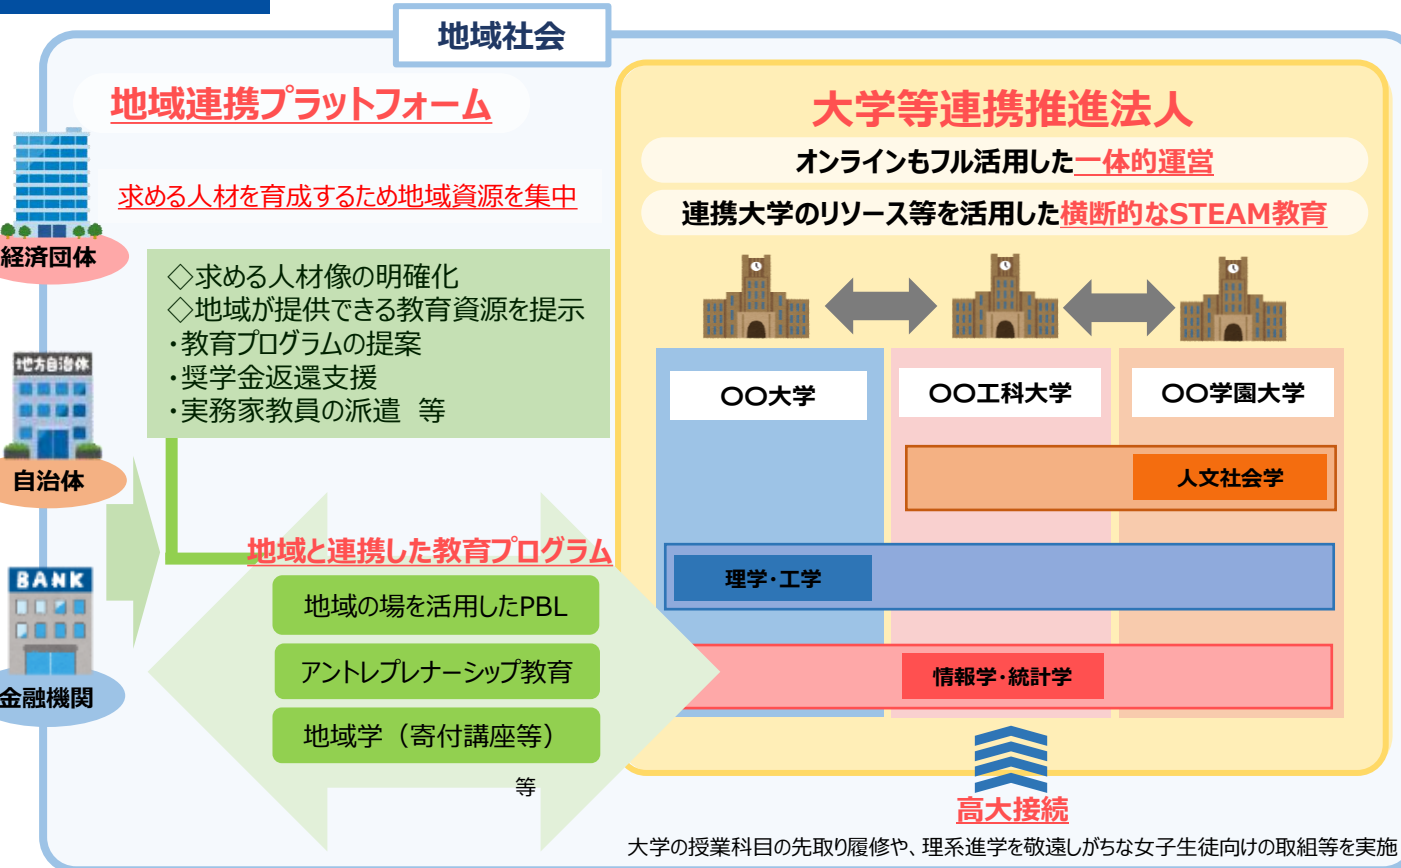 地域社会
地域連携プラットフォーム
求める人材を育成するため地域資源を集中
経済団体
◇求める人材像の明確化
◇地域が提供できる教育資源を提示
・教育プログラムの提案
・奨学金返還支援
・実務家教員の派遣 等
地方自治体
自治体
BANK
金融機関
地域と連携した教育プログラム
地域の場を活用したPBL
アントレプレナーシップ教育
地域学（寄付講座等）
等
大学等連携推進法人
オンラインもフル活用した一体的運営
連携大学のリソース等を活用した横断的なSTEAM教育
〇〇大学
〇〇工科大学
〇〇学園大学
人文社会学
理学・工学
情報学・統計学
高大接続
大学の授業科目の先取り履修や、理系進学を敬遠しがちな女子生徒向けの取組等を実施